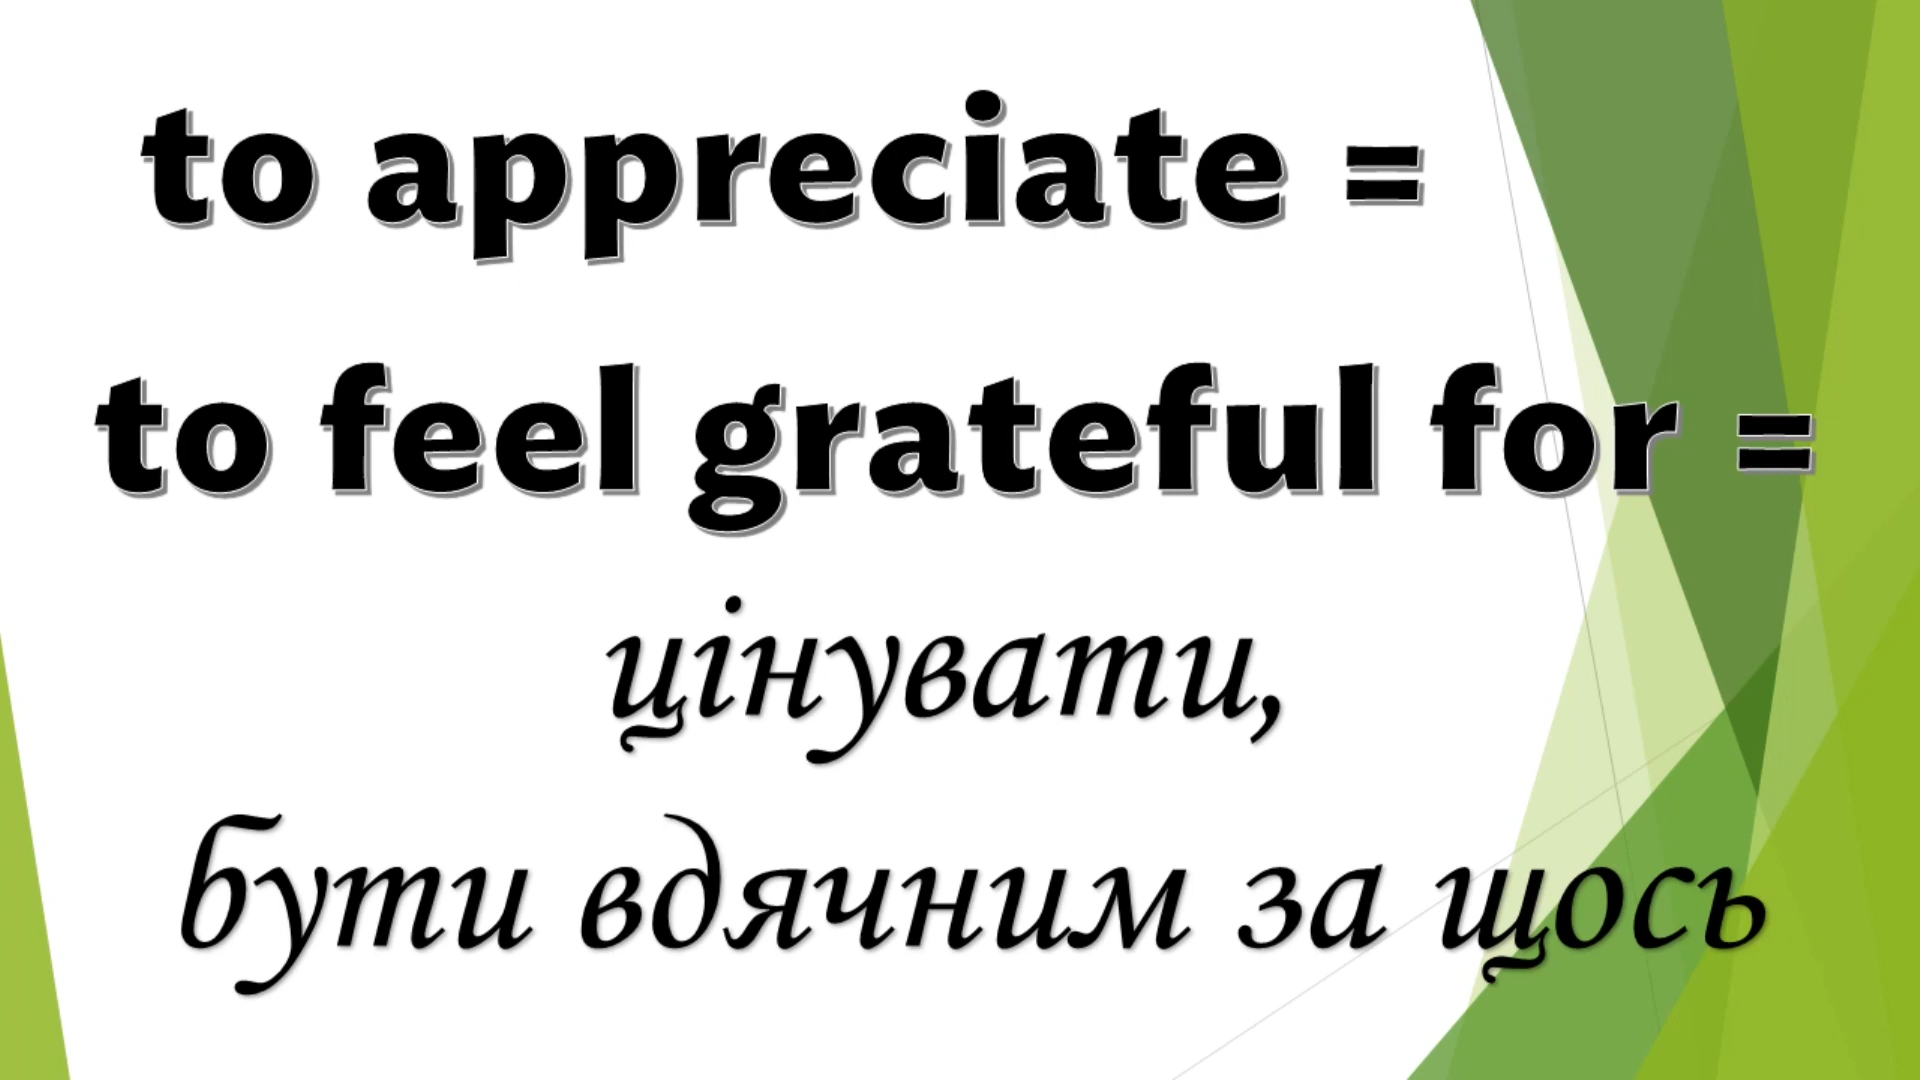 to appreciate =
to feel grateful for =
цінувати,
бути вдячним за щось